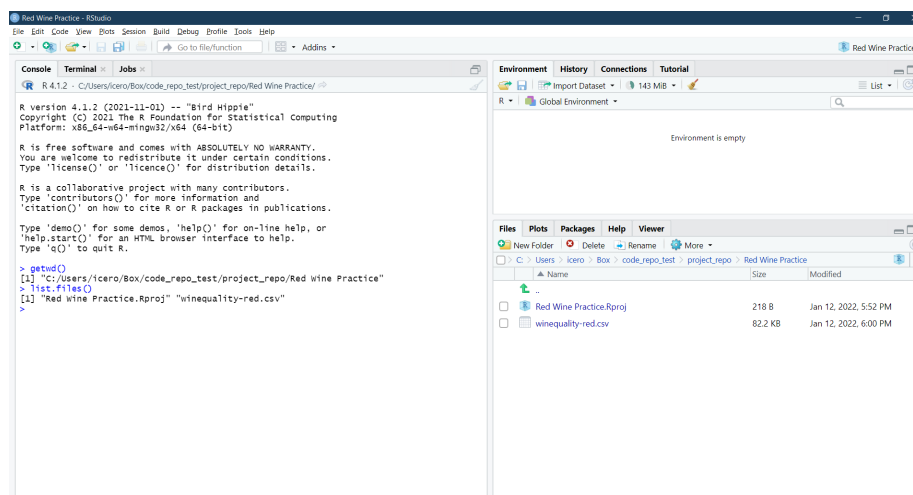 Red Wine Practice - RStudio
File Edit Code View Plots Session Build Debug Profile Tools Help
Go to file/function Addins
Red Wine Practice
Console Terminal Jobs
R 4.1.2 · C:/Users/icero/Box/code_repo_test/project_repo/Red Wine Practice/
R version 4.1.2 (2021-11-01) -- "Bird Hippie"
Copyright (C) 2021 The R Foundation for Statistical Computing
Platform: x86_64-w64-mingw32/x64 (64-bit)
R is free software and comes with ABSOLUTELY NO WARRANTY.
You are welcome to redistribute it under certain conditions.
Type 'license()' or 'licence()' for distribution details.
R is a collaborative project with many contributors.
Type 'contributors()' for more information and
'citation()' on how to cite R or R packages in publications.
Type 'demo()' for some demos, 'help()' for on-line help, or
'help.start()' for an HTML browser interface to help.
Type 'q()' to quit R.
> getwd()
[1] "C:/Users/icero/Box/code_repo_test/project_repo/Red Wine Practice"
> list.files()
[1] "Red Wine Practice.Rproj" "winequality-red.csv"
>
Environment History Connections Tutorial
Import Dataset 143 MiB List
R Global Environment
Environment is empty
Files Plots Packages Help Viewer
New Folder Delete Rename More
C: > Users > icero > Box > code_repo_test > project_repo > Red Wine Practice
Name Size Modified
..
Red Wine Practice.Rproj 218 B Jan 12, 2022, 5:52 PM
winequality-red.csv 82.2 KB Jan 12, 2022, 6:00 PM